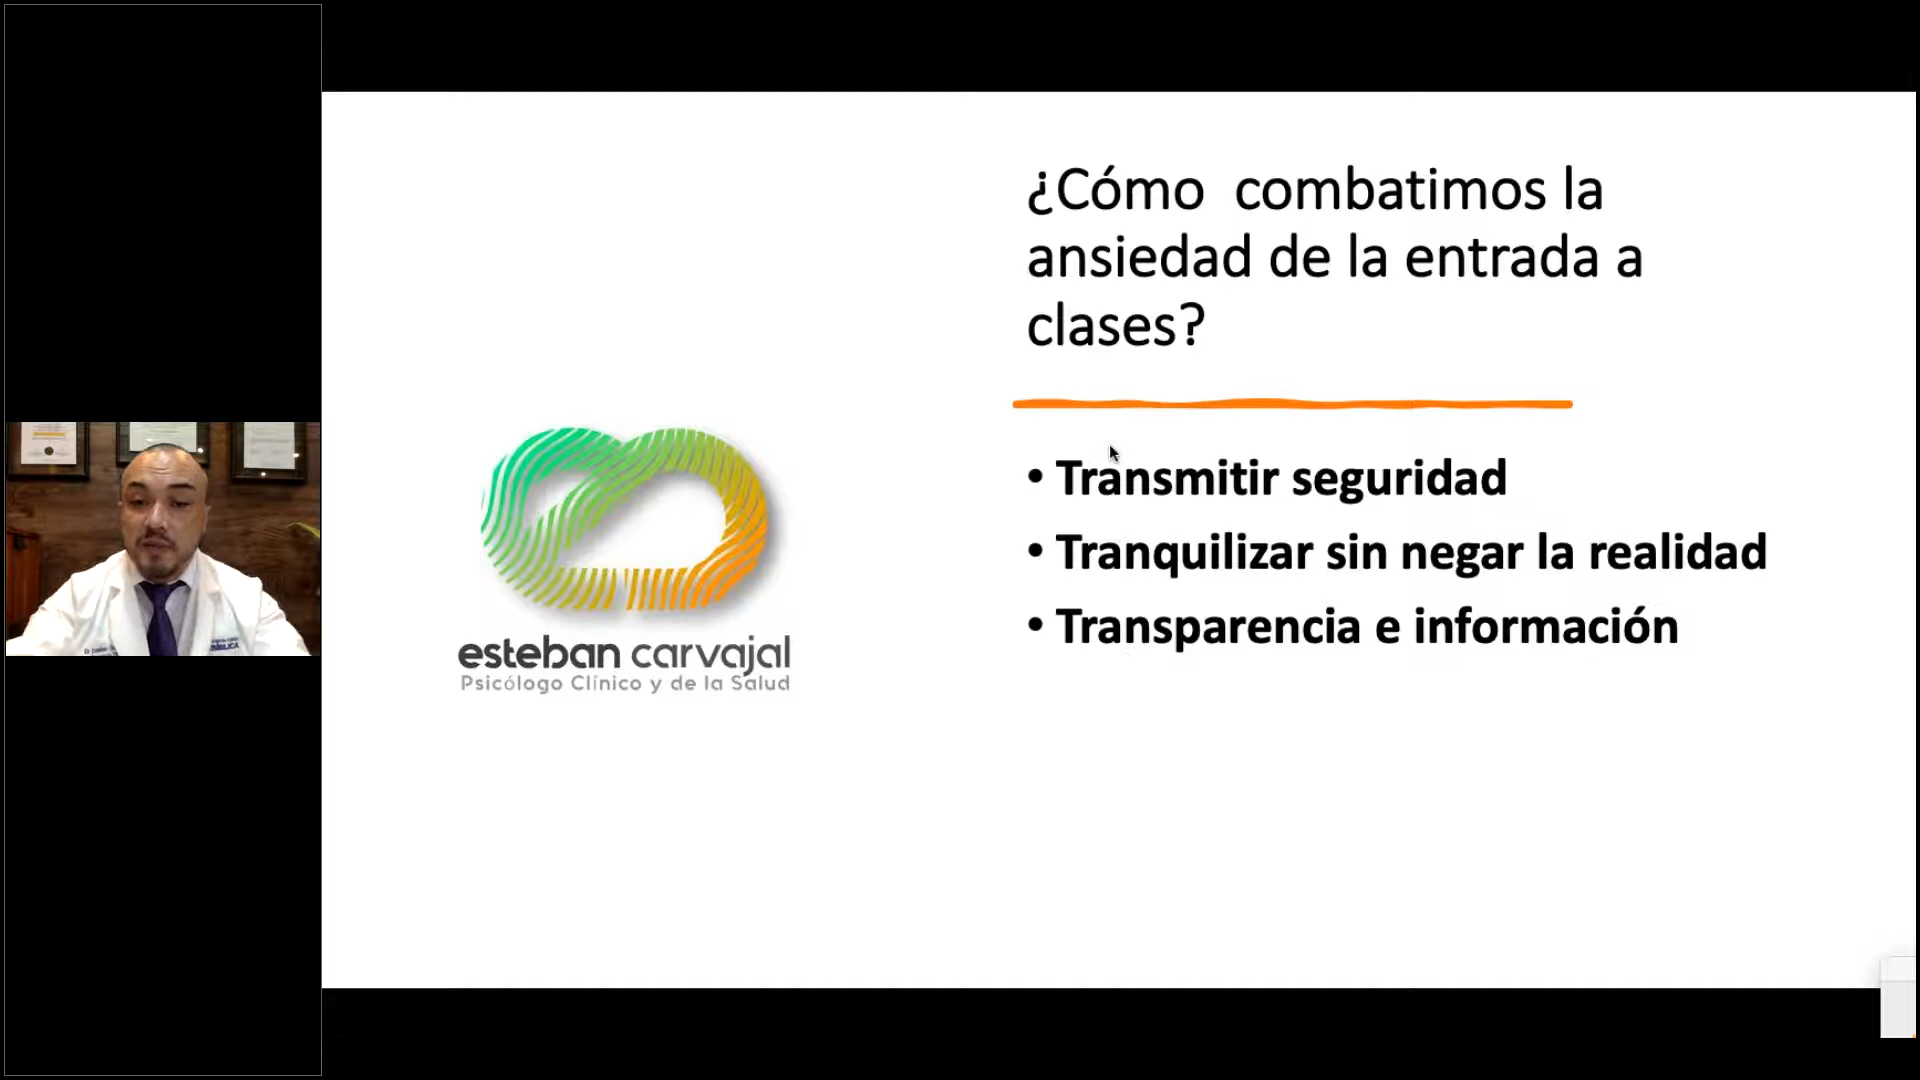 ¿Cómo  combatimos la
ansiedad de la entrada a
clases?
• Transmitir seguridad
• Tranquilizar sin negar la realidad
• Transparencia e información
esteban carvajal
Psicólogo Clínico y de la Salud